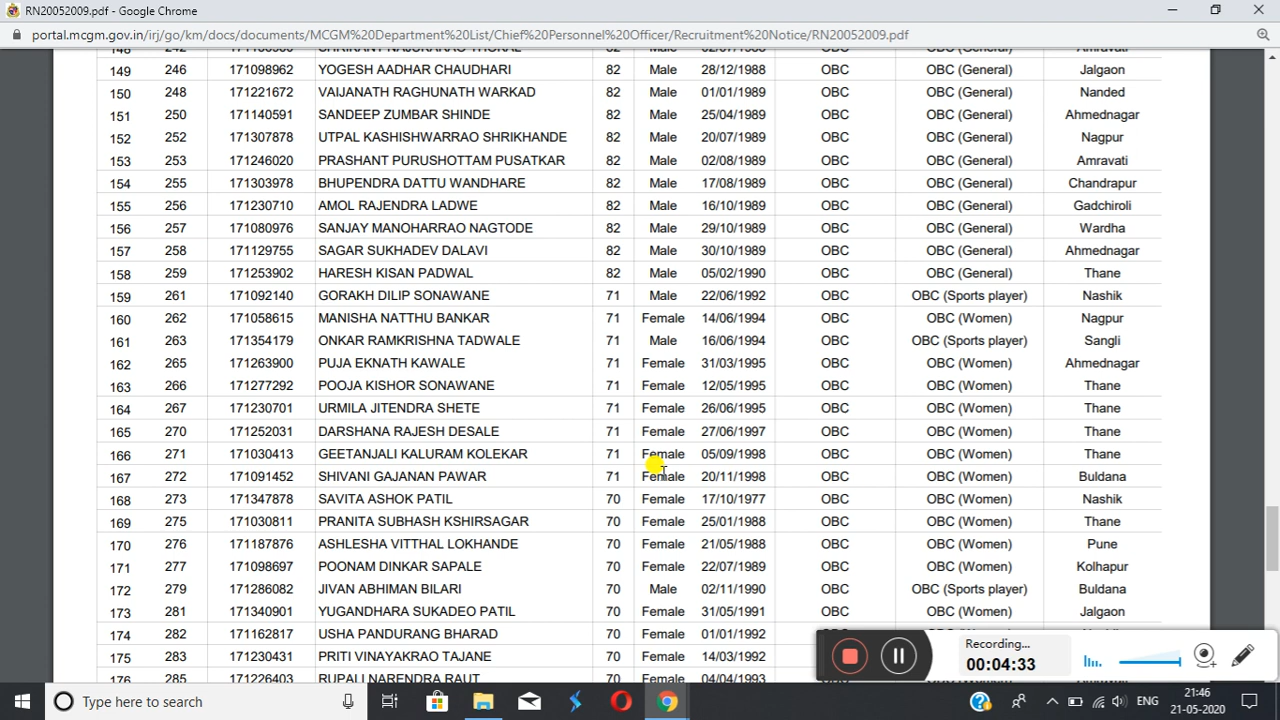 RN20052009.pdf - Google Chrome
portal.mcgm.gov.in/irj/go/km/docs/documents/MCGM%20Department%20List/Chief%20Personnel%20Officer/Recruitment%20Notice/RN20052009.pdf
149 246 171098962 YOGESH AADHAR CHAUDHARI 82 Male 28/12/1988 OBC OBC (General) Jalgaon
150 248 171221672 VAIJANATH RAGHUNATH WARKAD 82 Male 01/01/1989 OBC OBC (General) Nanded
151 250 171140591 SANDEEP ZUMBAR SHINDE 82 Male 25/04/1989 OBC OBC (General) Ahmednagar
152 252 171307878 UTPAL KASHISHWARRAO SHRIKHANDE 82 Male 20/07/1989 OBC OBC (General) Nagpur
153 253 171246020 PRASHANT PURUSHOTTAM PUSATKAR 82 Male 02/08/1989 OBC OBC (General) Amravati
154 255 171303978 BHUPENDRA DATTU WANDHARE 82 Male 17/08/1989 OBC OBC (General) Chandrapur
155 256 171230710 AMOL RAJENDRA LADWE 82 Male 16/10/1989 OBC OBC (General) Gadchiroli
156 257 171080976 SANJAY MANOHARRAO NAGTODE 82 Male 29/10/1989 OBC OBC (General) Wardha
157 258 171129755 SAGAR SUKHADEV DALAVI 82 Male 30/10/1989 OBC OBC (General) Ahmednagar
158 259 171253902 HARESH KISAN PADWAL 82 Male 05/02/1990 OBC OBC (General) Thane
159 261 171092140 GORAKH DILIP SONAWANE 71 Male 22/06/1992 OBC OBC (Sports player) Nashik
160 262 171058615 MANISHA NATTHU BANKAR 71 Female 14/06/1994 OBC OBC (Women) Nagpur
161 263 171354179 ONKAR RAMKRISHNA TADWALE 71 Male 16/06/1994 OBC OBC (Sports player) Sangli
162 265 171263900 PUJA EKNATH KAWALE 71 Female 31/03/1995 OBC OBC (Women) Ahmednagar
163 266 171277292 POOJA KISHOR SONAWANE 71 Female 12/05/1995 OBC OBC (Women) Thane
164 267 171230701 URMILA JITENDRA SHETE 71 Female 26/06/1995 OBC OBC (Women) Thane
165 270 171252031 DARSHANA RAJESH DESALE 71 Female 27/06/1997 OBC OBC (Women) Thane
166 271 171030413 GEETANJALI KALURAM KOLEKAR 71 Female 05/09/1998 OBC OBC (Women) Thane
167 272 171091452 SHIVANI GAJANAN PAWAR 71 Female 20/11/1998 OBC OBC (Women) Buldana
168 273 171347878 SAVITA ASHOK PATIL 70 Female 17/10/1977 OBC OBC (Women) Nashik
169 275 171030811 PRANITA SUBHASH KSHIRSAGAR 70 Female 25/01/1988 OBC OBC (Women) Thane
170 276 171187876 ASHLESHA VITTHAL LOKHANDE 70 Female 21/05/1988 OBC OBC (Women) Pune
171 277 171098697 POONAM DINKAR SAPALE 70 Female 22/07/1989 OBC OBC (Women) Kolhapur
172 279 171286082 JIVAN ABHIMAN BILARI 70 Male 02/11/1990 OBC OBC (Sports player) Buldana
173 281 171340901 YUGANDHARA SUKADEO PATIL 70 Female 31/05/1991 OBC OBC (Women) Jalgaon
174 282 171162817 USHA PANDURANG BHARAD 70 Female 01/01/1992
175 283 171230431 PRITI VINAYAKRAO TAJANE 70 Female 14/03/1992
176 285 171226403 RUPALI NARENDRA RAUT 70 Female 04/04/1993
Recording...
00:04:33
Type here to search
ENG
21:46
21-05-2020